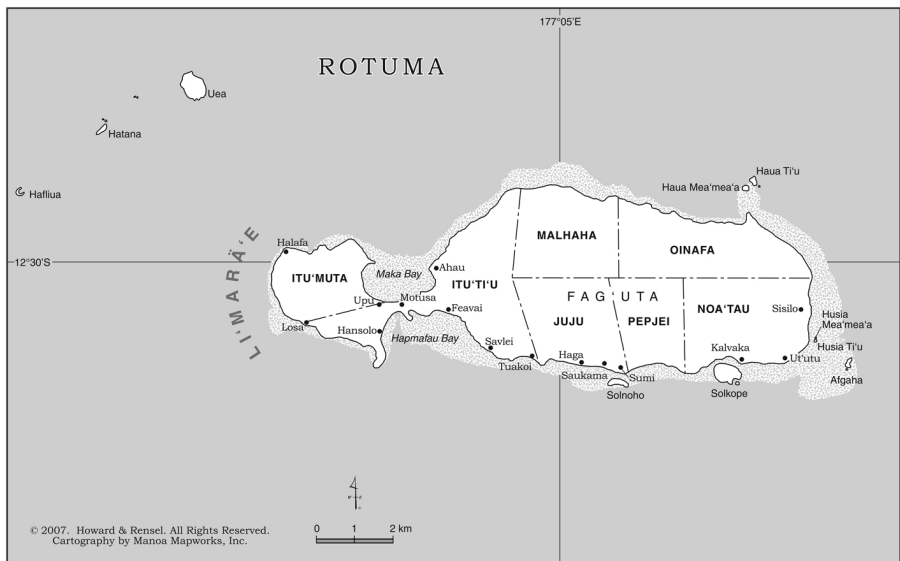 177°05'E
ROTUMA
Uea
Hatana
Hafliua
Haua Ti‘u
Haua Mea‘mea‘a
LI‘MARÄ‘E
Halafa
MALHAHA
OINAFA
12°30'S
Maka Bay
Ahau
ITU‘MUTA
ITU‘TI‘U
FAG‘UTA
Upu
Motusa
Feavai
NOA‘TAU
Sisilo
Husia
Mea‘mea‘a
Losa
Hansolo
Hapmafau Bay
JUJU
PEPJEI
Savlei
Tuakoi
Haga
Saukama
Sumi
Kalvaka
Ut‘utu
Husia Ti‘u
Afgaha
Solnoho
Solkope
N
© 2007. Howard & Rensel. All Rights Reserved.
Cartography by Manoa Mapworks, Inc.
0 1 2 km